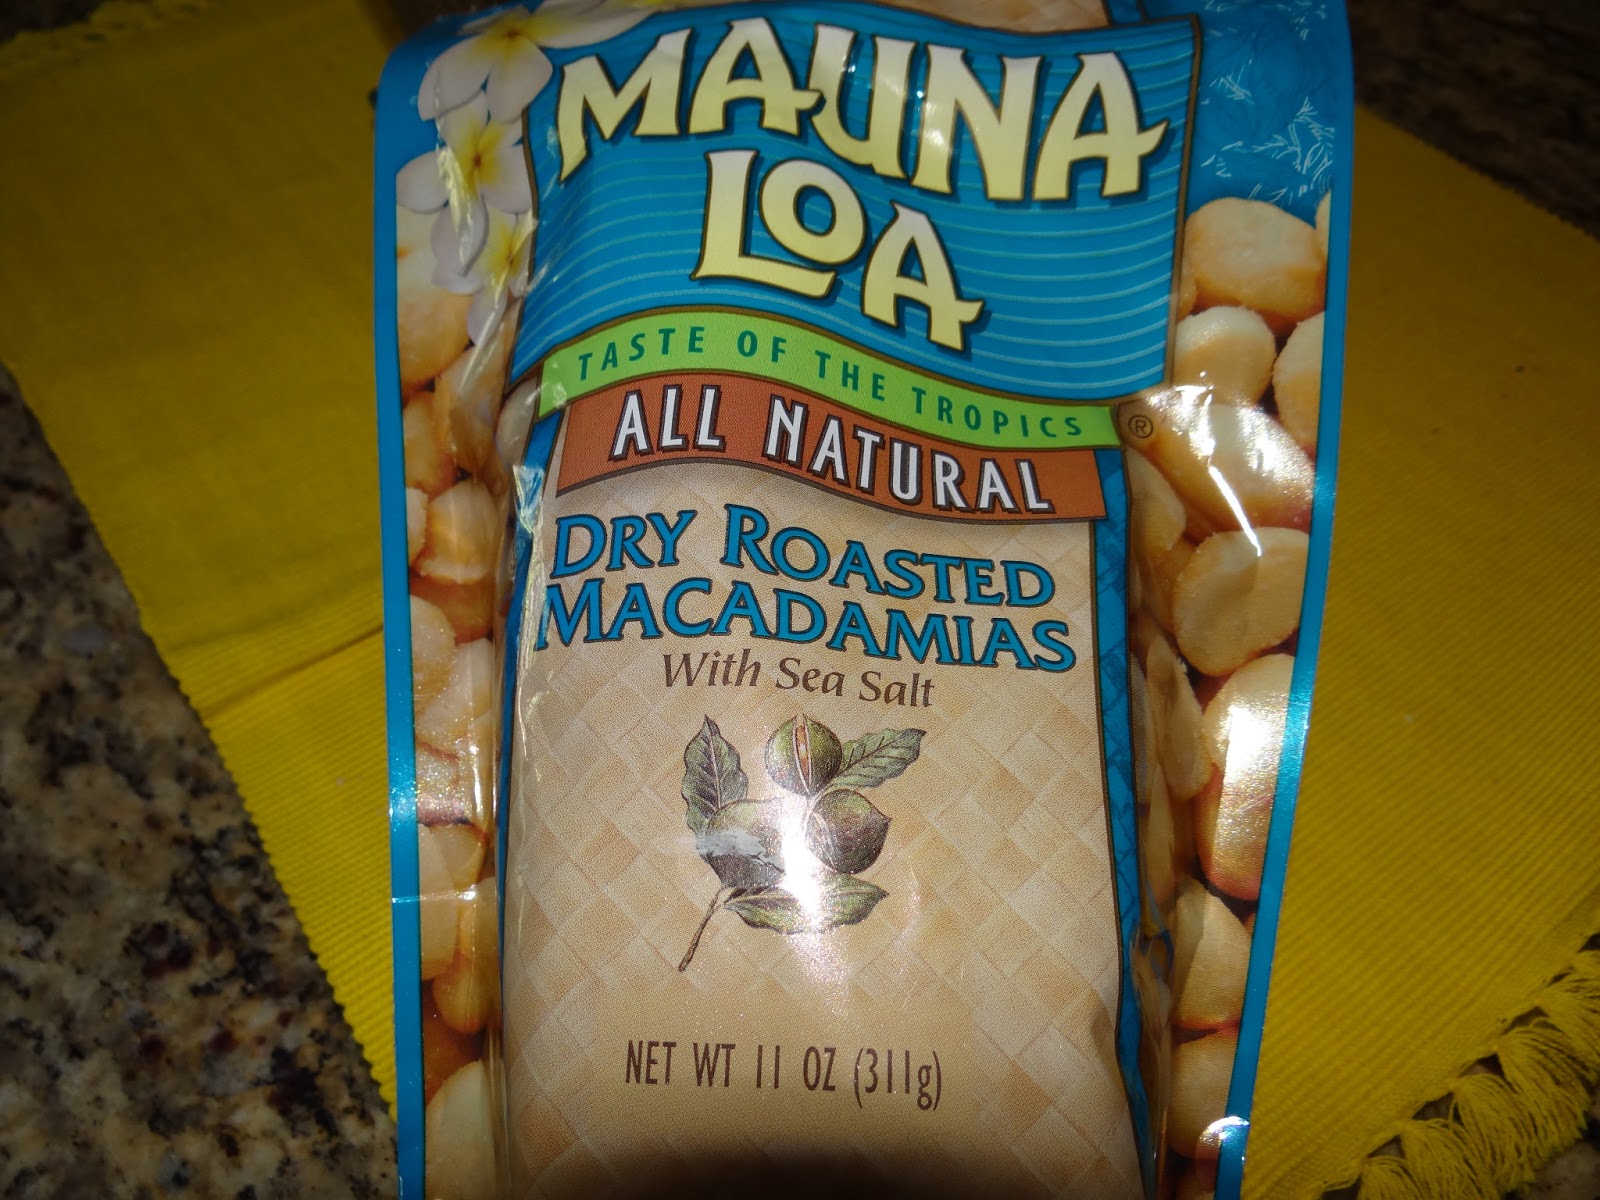 MAUNA
LOA
TASTE OF THE TROPICS ®
ALL NATURAL
DRY ROASTED
MACADAMIAS
With Sea Salt
NET WT 11 OZ (311g)